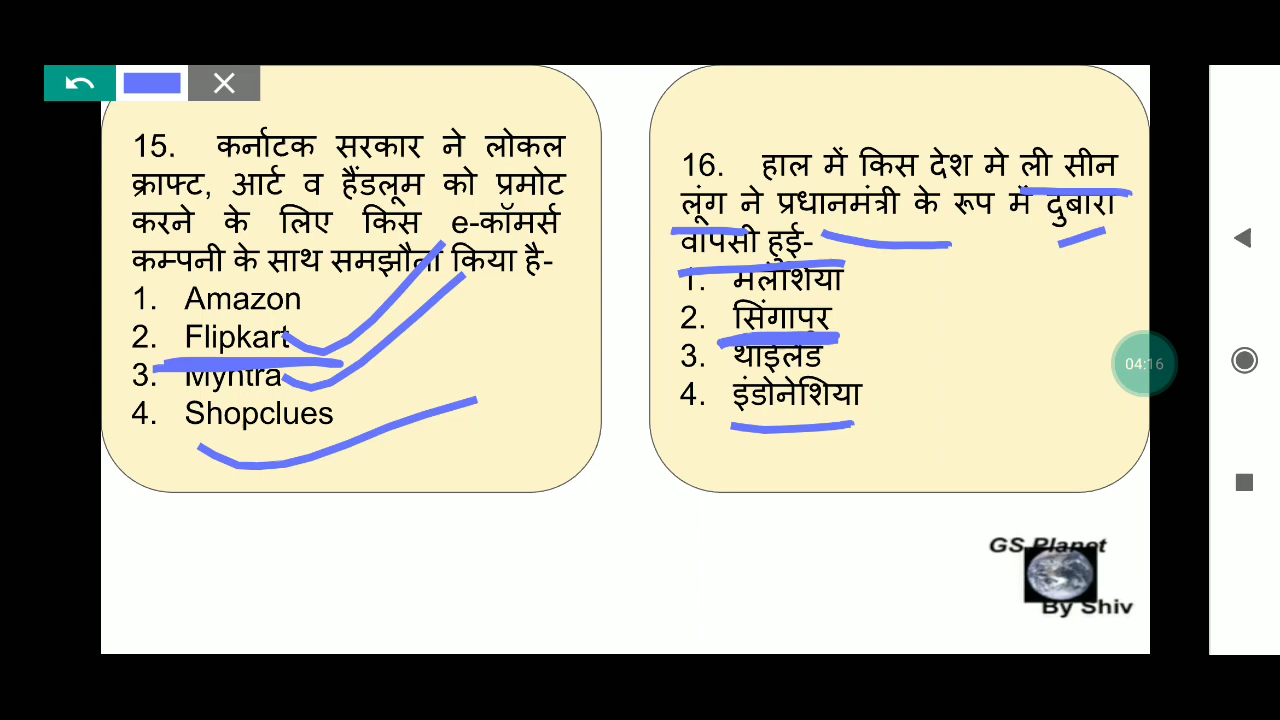 15. कर्नाटक सरकार ने लोकल
क्राफ्ट, आर्ट व हैंडलूम को प्रमोट
करने के लिए किस e-कॉमर्स
कम्पनी के साथ समझौता किया है-
1. Amazon
2. Flipkart
3. Myntra
4. Shopclues
16. हाल में किस देश मे ली सीन
लूंग ने प्रधानमंत्री के रूप में दुबारा
वापसी हुई-
1. मलेशिया
2. सिंगापुर
3. थाईलैंड
4. इंडोनेशिया
04:16
GS Planet
By Shiv